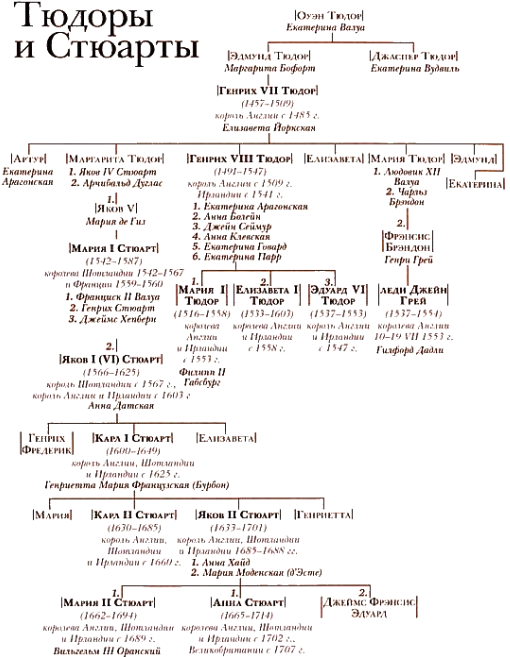 Тюдоры
и Стюарты
|Оуэн Тюдор|
Екатерина Валуа
|Эдмунд Тюдор|
Маргарита Бофорт
|Джаспер Тюдор|
Екатерина Вудвиль
|Генрих VII Тюдор|
(1457–1509)
король Англии с 1485 г.
Елизавета Йоркская
|Артур|
Екатерина
Арагонская
|Маргарита Тюдор|
1. Яков IV Стюарт
2. Арчибальд Дуглас
|Генрих VIII Тюдор|
(1491–1547)
король Англии с 1509 г.
Ирландии с 1541 г.
1. Екатерина Арагонская
2. Анна Болейн
3. Джейн Сеймур
4. Анна Клевская
5. Екатерина Говард
6. Екатерина Парр
|Елизавета|
|Мария Тюдор|
1. Людовик XII
Валуа
2. Чарльз
Брэндон
|Эдмунд|
Екатерина|
1.
|Яков V|
Мария де Гиз
|Мария I Стюарт|
(1542–1587)
королева Шотландии 1542–1567
и Франции 1559–1560
1. Франциск II Валуа
2. Генрих Стюарт
3. Джеймс Хепберн
2.
|Фрэнсис
Брэндон|
Генри Грей
1.
|Мария I
Тюдор|
(1516–1558)
королева
Англии
и Ирландии
с 1553 г.
Филипп II
Габсбург
2.
|Елизавета I
Тюдор|
(1533–1603)
королева Англии
и Ирландии
с 1558 г.
3.
|Эдуард VI
Тюдор|
(1537–1553)
король Англии
и Ирландии
с 1547 г.
|леди Джейн
Грей|
(1537–1554)
королева Англии
10–19 VII 1553 г.
Гилфорд Дадли
2.
|Яков I (VI) Стюарт|
(1566–1625)
король Шотландии с 1567 г.,
король Англии и Ирландии с 1603 г.
Анна Датская
|Генрих
Фредерик|
|Карл I Стюарт|
(1600–1649)
король Англии, Шотландии
и Ирландии с 1625 г.
Генриетта Мария Французская (Бурбон)
|Елизавета|
|Мария|
|Карл II Стюарт|
(1630–1685)
король Англии,
Шотландии
и Ирландии с 1660 г.
|Яков II Стюарт|
(1633–1701)
король Англии, Шотландии
и Ирландии 1685–1688 гг.
1. Анна Хайд
2. Мария Моденская (д'Эсте)
|Генриетта|
1.
|Мария II Стюарт|
(1662–1694)
королева Англии, Шотландии
и Ирландии с 1689 г.
Вильгельм III Оранский
1.
|Анна Стюарт|
(1665–1714)
королева Англии, Шотландии
и Ирландии с 1702 г.,
Великобритании с 1707 г.
2.
|Джеймс Фрэнсис
Эдуард|